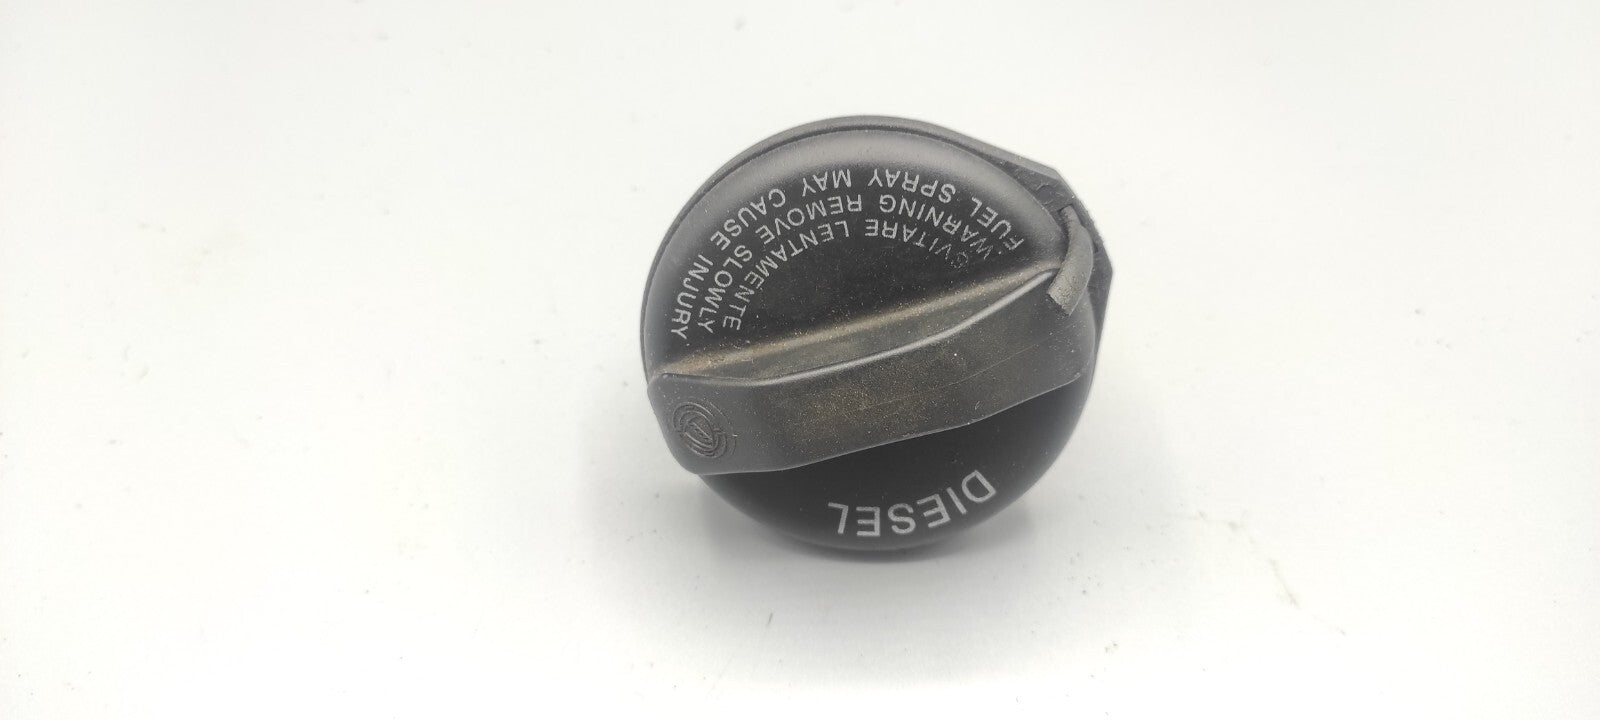 DIESEL
SVITARE LENTAMENTE
WARNING REMOVE SLOWLY
FUEL SPRAY MAY CAUSE INJURY